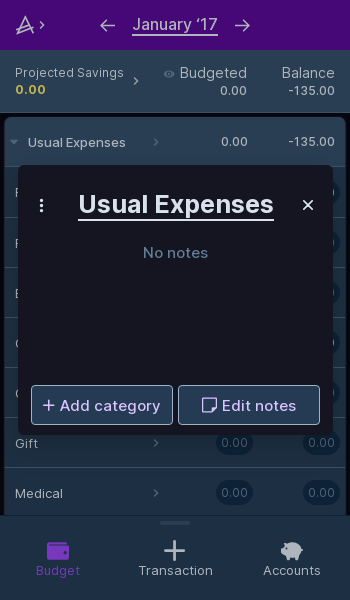 January ‘17
Projected Savings
0.00
Budgeted
0.00
Balance
-135.00
Usual Expenses
0.00
-135.00
Usual Expenses
No notes
Add category
Edit notes
Gift
0.00
0.00
Medical
0.00
0.00
Budget
Transaction
Accounts